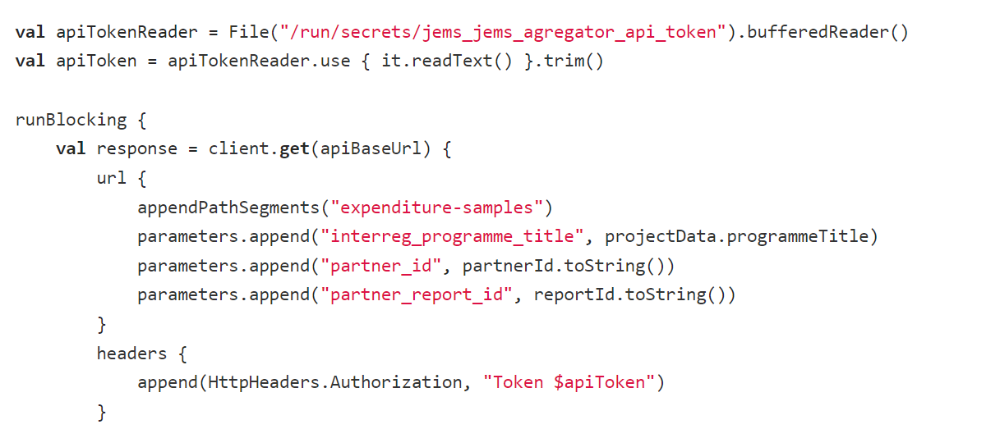 val apiTokenReader = File("/run/secrets/jems_jems_agregator_api_token").bufferedReader()
val apiToken = apiTokenReader.use { it.readText() }.trim()

runBlocking {
    val response = client.get(apiBaseUrl) {
        url {
            appendPathSegments("expenditure-samples")
            parameters.append("interreg_programme_title", projectData.programmeTitle)
            parameters.append("partner_id", partnerId.toString())
            parameters.append("partner_report_id", reportId.toString())
        }
        headers {
            append(HttpHeaders.Authorization, "Token $apiToken")
        }